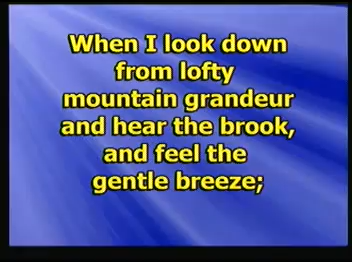 When I look down
from lofty
mountain grandeur
and hear the brook,
and feel the
gentle breeze;